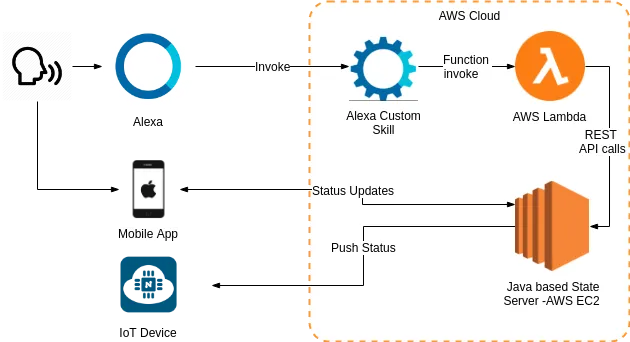 AWS Cloud
Invoke
Function
invoke
Alexa
Alexa Custom
Skill
AWS Lambda
REST
API calls
Status Updates
Mobile App
Push Status
Java based State
Server -AWS EC2
IoT Device